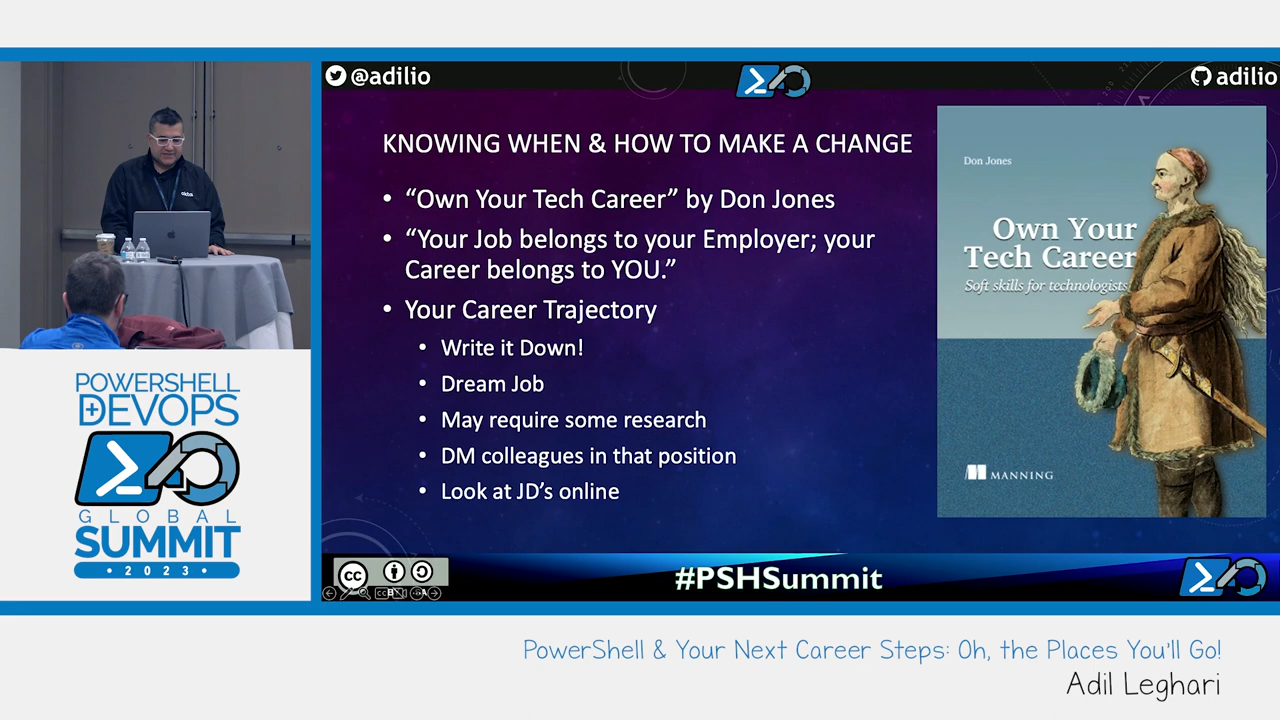 @adilio
adilio
KNOWING WHEN & HOW TO MAKE A CHANGE
• “Own Your Tech Career” by Don Jones
• “Your Job belongs to your Employer; your
Career belongs to YOU.”
• Your Career Trajectory
• Write it Down!
• Dream Job
• May require some research
• DM colleagues in that position
• Look at JD’s online
Don Jones
Own Your
Tech Career
Soft skills for technologists
MANNING
cc
#PSHSummit
POWERSHELL
+DEVOPS
GLOBAL
SUMMIT
• 2023 •
PowerShell & Your Next Career Steps: Oh, the Places You'll Go!
Adil Leghari